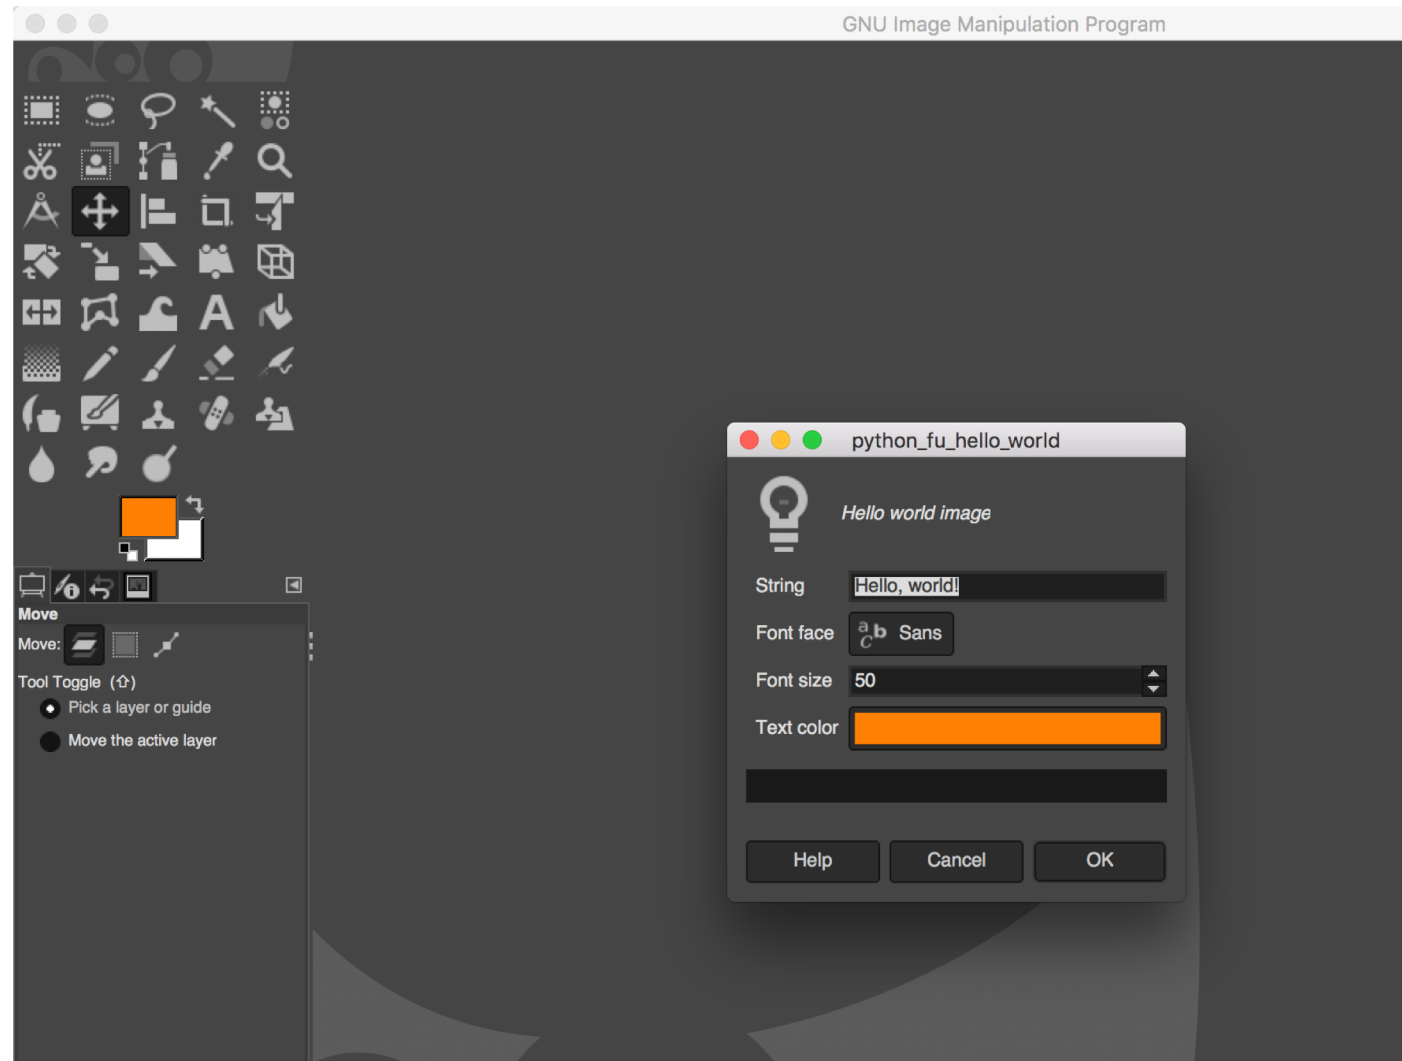 GNU Image Manipulation Program
Move
Move:
Tool Toggle (⇧)
Pick a layer or guide
Move the active layer
python_fu_hello_world
Hello world image
String Hello, world!
Font face Sans
Font size 50
Text color
Help Cancel OK